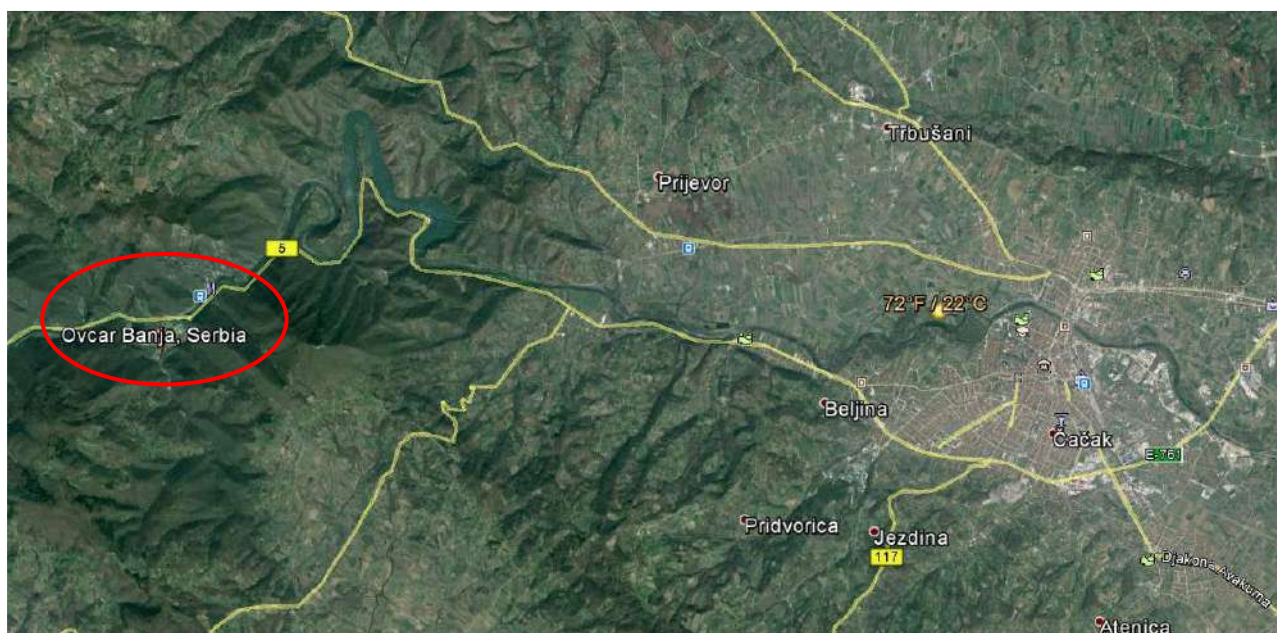 Trbušani
Prijevor
5
72°F / 22°C
Ovcar Banja, Serbia
Beljina
Čačak
E-761
Pridvorica
Jezdina
117
Djakona Avakuma
Atenica